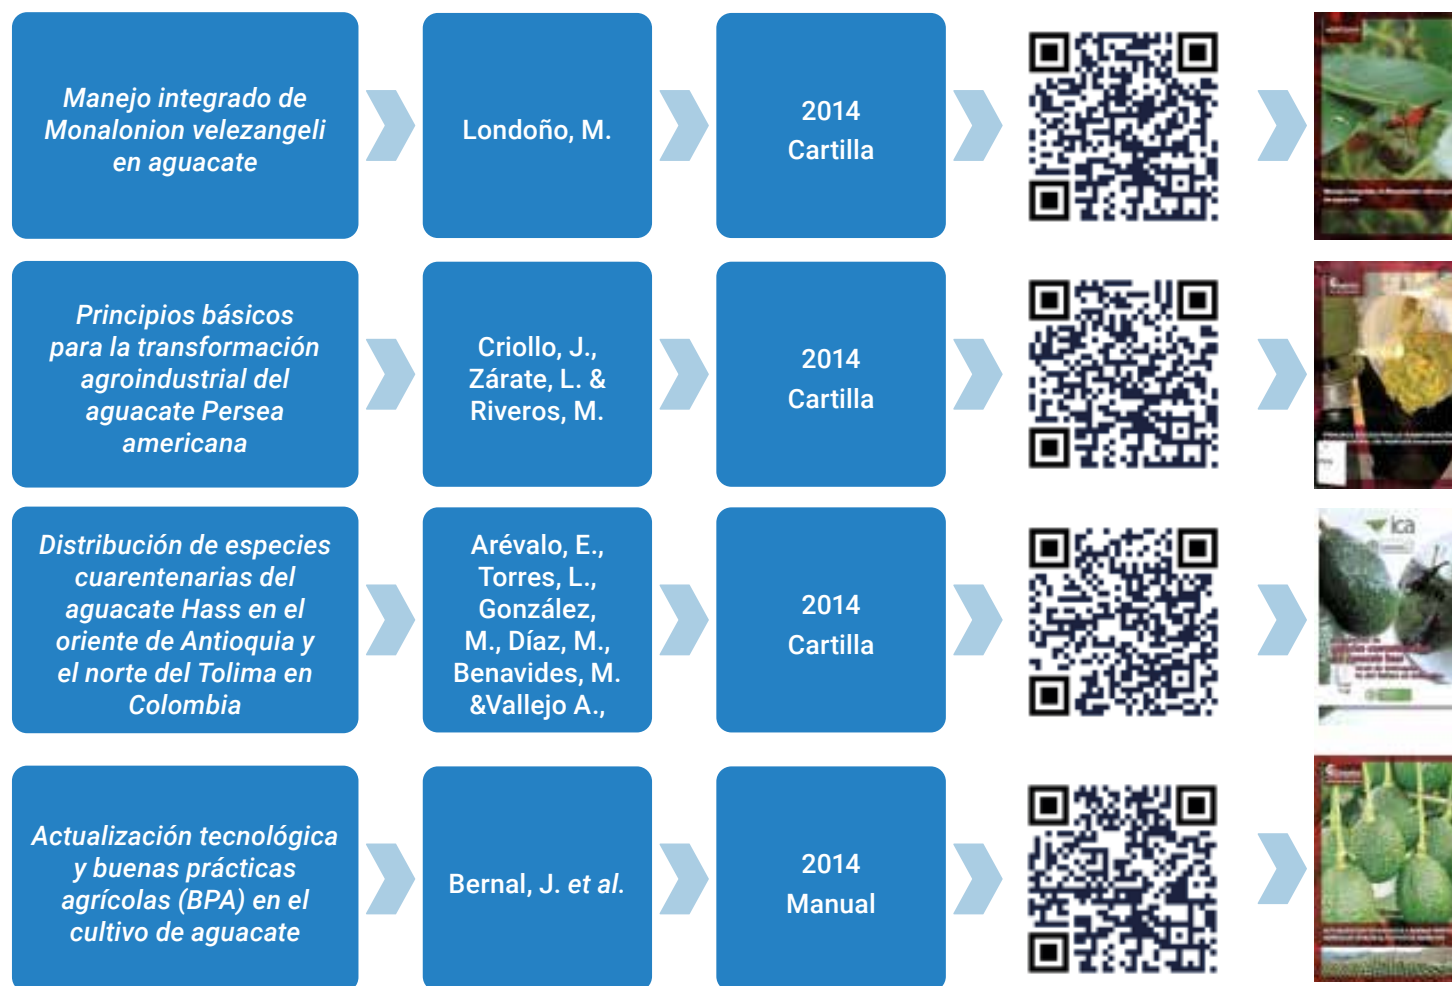 Manejo integrado de
Monalonion velezangeli
en aguacate
Londoño, M.
2014
Cartilla
Principios básicos
para la transformación
agroindustrial del
aguacate Persea
americana
Criollo, J.,
Zárate, L. &
Riveros, M.
2014
Cartilla
Distribución de especies
cuarentenarias del
aguacate Hass en el
oriente de Antioquia y
el norte del Tolima en
Colombia
Arévalo, E.,
Torres, L.,
González,
M., Díaz, M.,
Benavides, M.
&Vallejo A.,
2014
Cartilla
ica
Actualización tecnológica
y buenas prácticas
agrícolas (BPA) en el
cultivo de aguacate
Bernal, J. et al.
2014
Manual